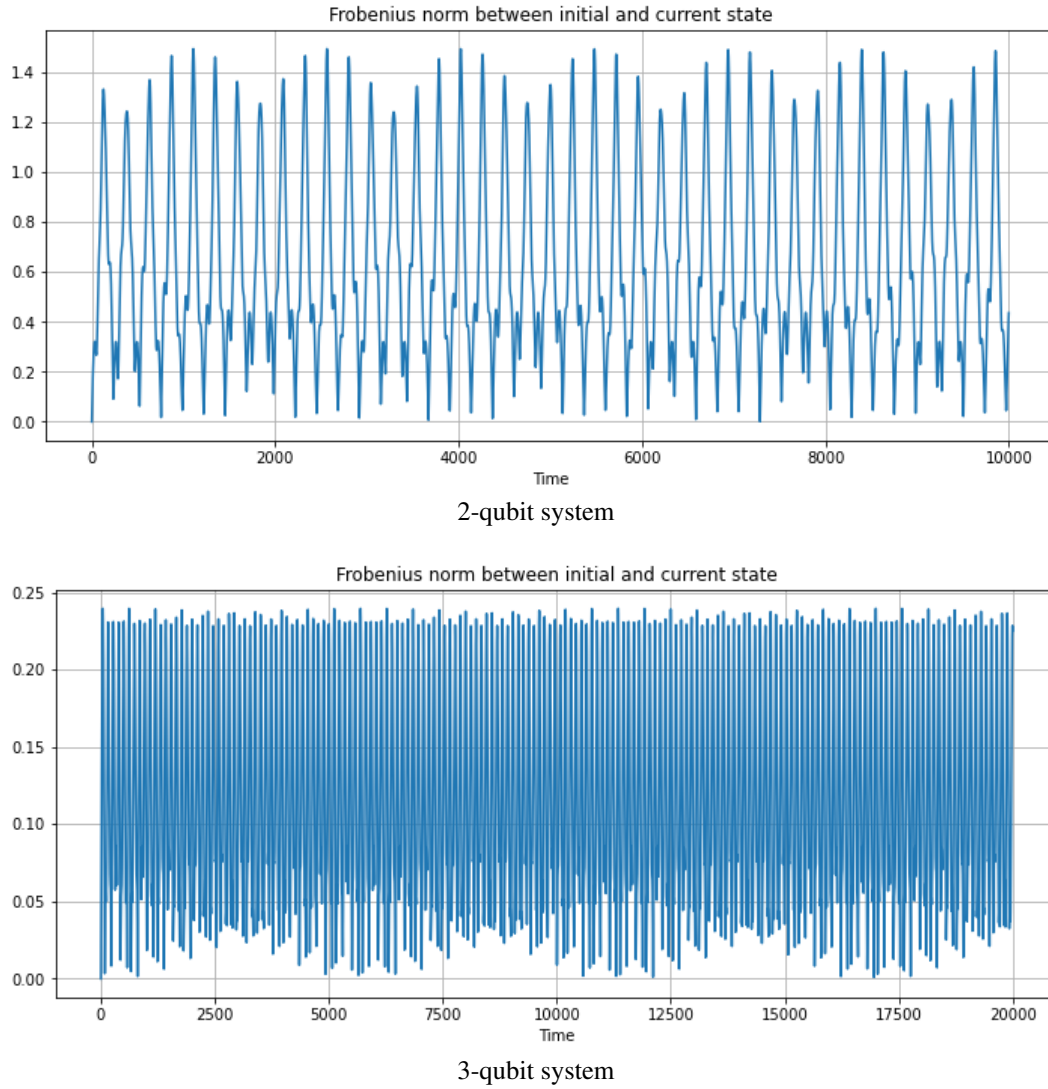 Frobenius norm between initial and current state
1.4
1.2
1.0
0.8
0.6
0.4
0.2
0.0
0 2000 4000 6000 8000 10000
Time
2-qubit system
Frobenius norm between initial and current state
0.25
0.20
0.15
0.10
0.05
0.00
0 2500 5000 7500 10000 12500 15000 17500 20000
Time
3-qubit system